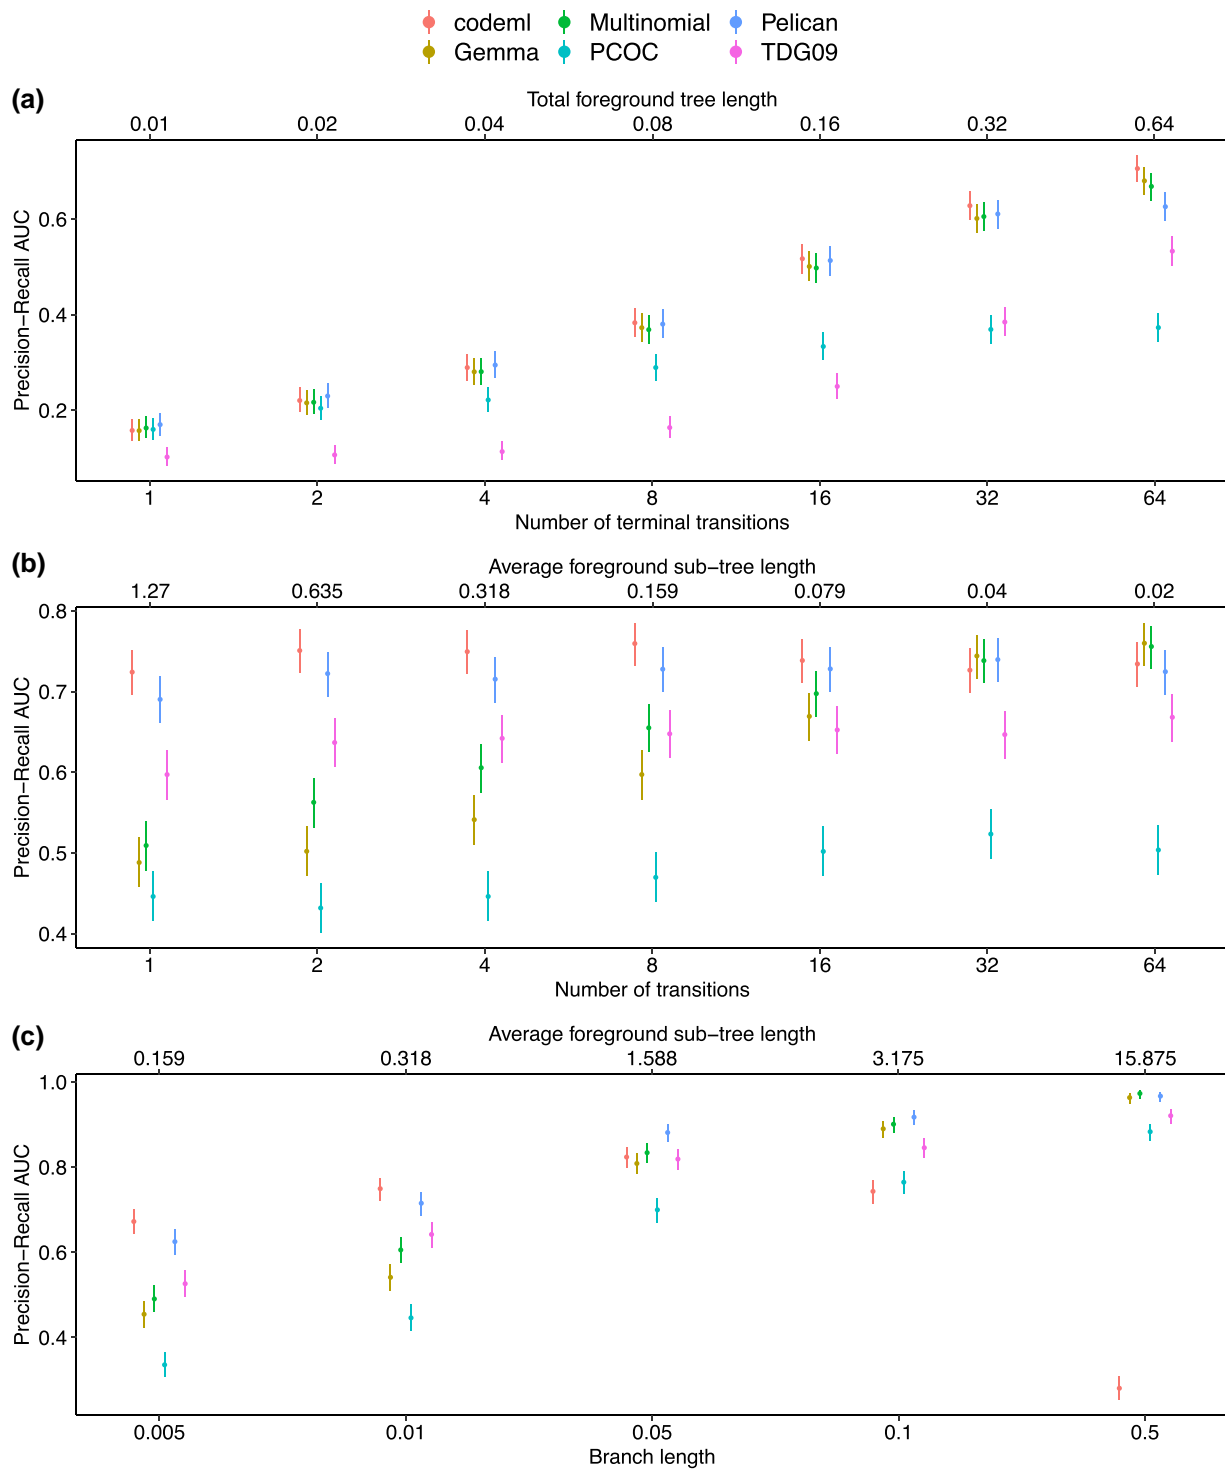 codeml Multinomial Pelican
Gemma PCOC TDG09
(a)
Total foreground tree length
0.01 0.02 0.04 0.08 0.16 0.32 0.64
Precision−Recall AUC
0.6
0.4
0.2
1 2 4 8 16 32 64
Number of terminal transitions
(b)
Average foreground sub−tree length
1.27 0.635 0.318 0.159 0.079 0.04 0.02
Precision−Recall AUC
0.8
0.7
0.6
0.5
0.4
1 2 4 8 16 32 64
Number of transitions
(c)
Average foreground sub−tree length
0.159 0.318 1.588 3.175 15.875
Precision−Recall AUC
1.0
0.8
0.6
0.4
0.005 0.01 0.05 0.1 0.5
Branch length